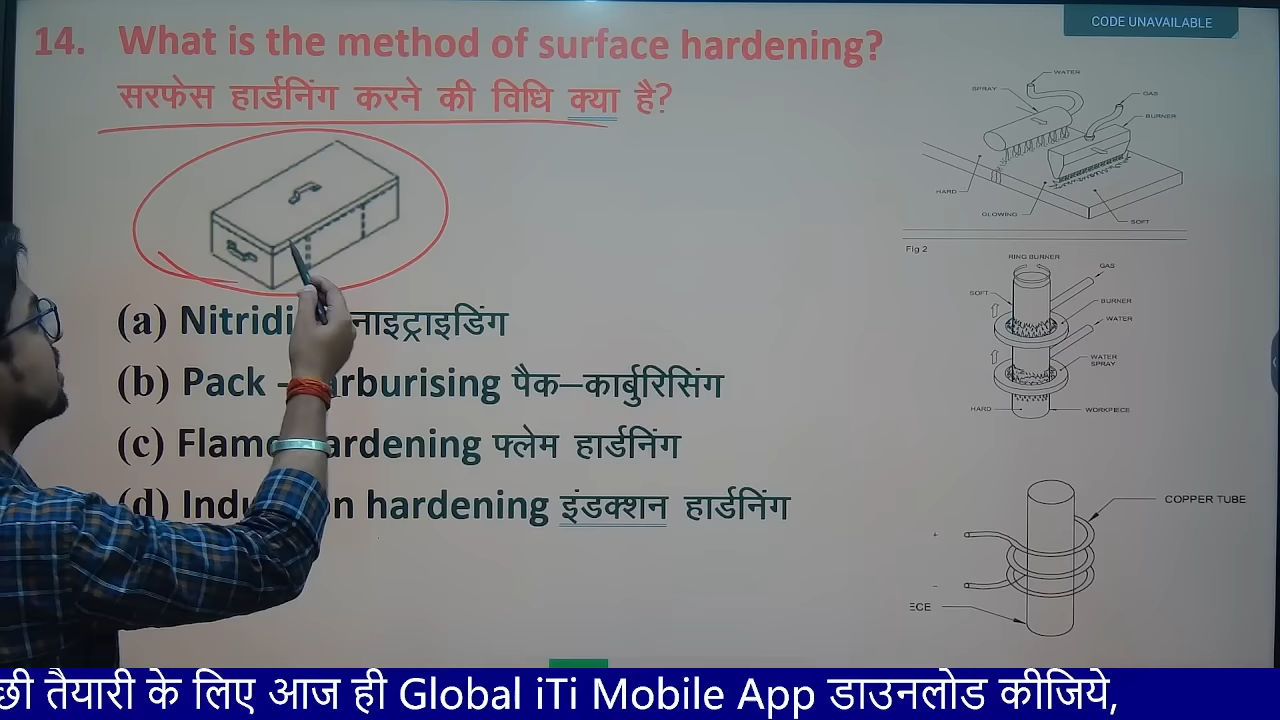 14. What is the method of surface hardening?
सरफेस हार्डनिंग करने की विधि क्या है?
(a) Nitridi नाइट्राइडिंग
(b) Pack – arburising पैक–कार्बुरिसिंग
(c) Flame ardening फ्लेम हार्डनिंग
(d) Indu n hardening इंडक्शन हार्डनिंग
CODE UNAVAILABLE
WATER
SPRAY
GAS
BURNER
HARD
GLOWING
SOFT
Fig 2
RING BURNER
GAS
SOFT
BURNER
WATER
WATER
SPRAY
HARD
WORKPIECE
COPPER TUBE
+
–
ECE
छी तैयारी के लिए आज ही Global iTi Mobile App डाउनलोड कीजिये,